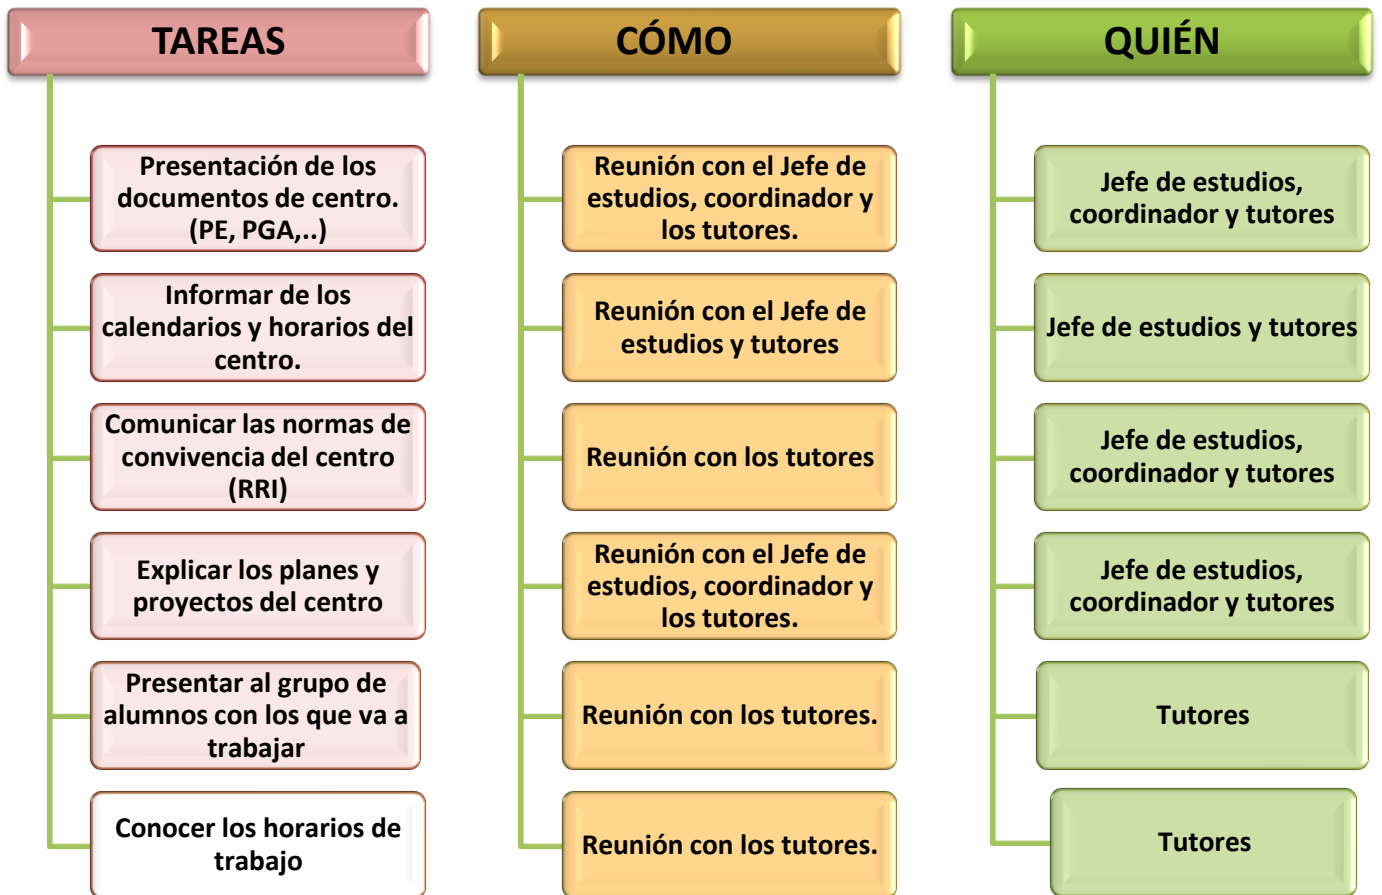 TAREAS
Presentación de los
documentos de centro.
(PE, PGA,..)
Informar de los
calendarios y horarios del
centro.
Comunicar las normas de
convivencia del centro
(RRI)
Explicar los planes y
proyectos del centro
Presentar al grupo de
alumnos con los que va a
trabajar
Conocer los horarios de
trabajo
CÓMO
Reunión con el Jefe de
estudios, coordinador y
los tutores.
Reunión con el Jefe de
estudios y tutores
Reunión con los tutores
Reunión con el Jefe de
estudios, coordinador y
los tutores.
Reunión con los tutores.
Reunión con los tutores.
QUIÉN
Jefe de estudios,
coordinador y tutores
Jefe de estudios y tutores
Jefe de estudios,
coordinador y tutores
Jefe de estudios,
coordinador y tutores
Tutores
Tutores